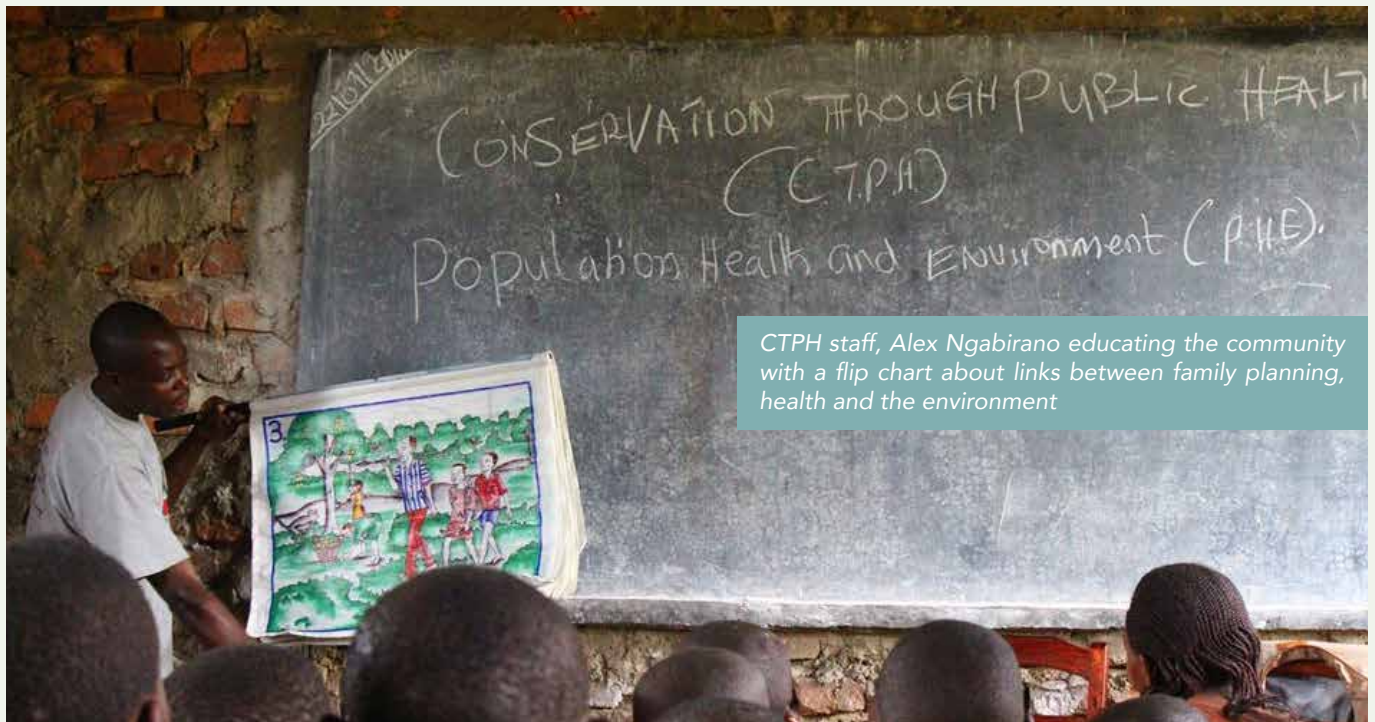 CONSERVATION THROUGH PUBLIC HEALT
(C.T.P.H)
Population Health and ENVIRONMENT (P.H.E).
CTPH staff, Alex Ngabirano educating the community
with a flip chart about links between family planning,
health and the environment
3